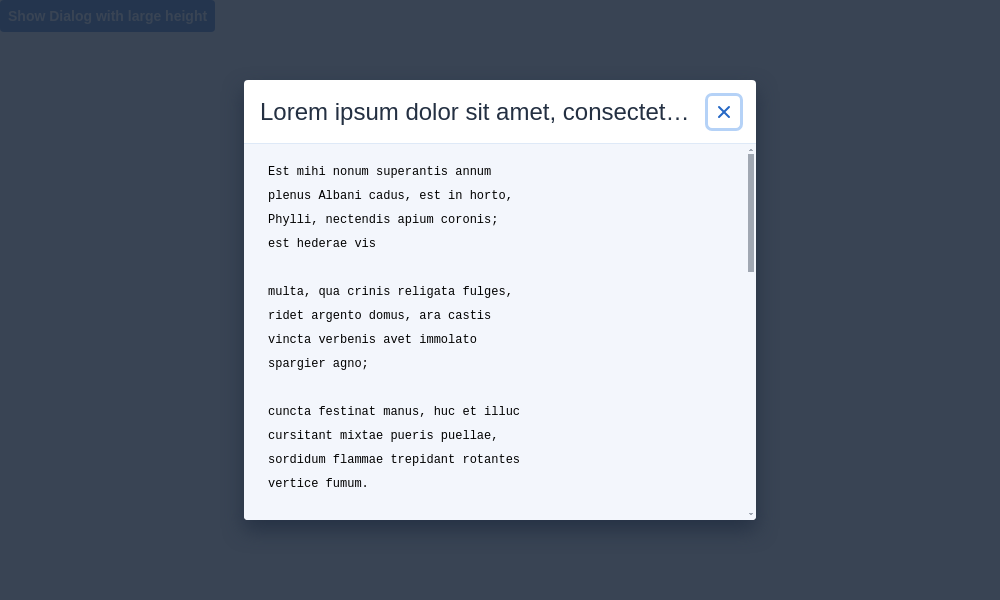 Show Dialog with large height
Lorem ipsum dolor sit amet, consectet…
Est mihi nonum superantis annum
plenus Albani cadus, est in horto,
Phylli, nectendis apium coronis;
est hederae vis
multa, qua crinis religata fulges,
ridet argento domus, ara castis
vincta verbenis avet immolato
spargier agno;
cuncta festinat manus, huc et illuc
cursitant mixtae pueris puellae,
sordidum flammae trepidant rotantes
vertice fumum.